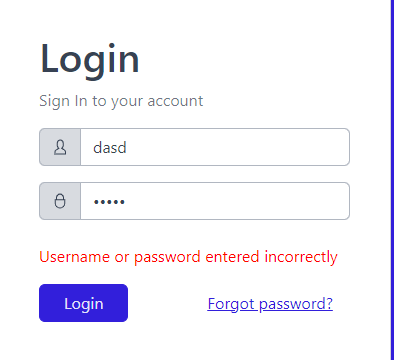 Login
Sign In to your account
dasd
•••••
Username or password entered incorrectly
Login
Forgot password?